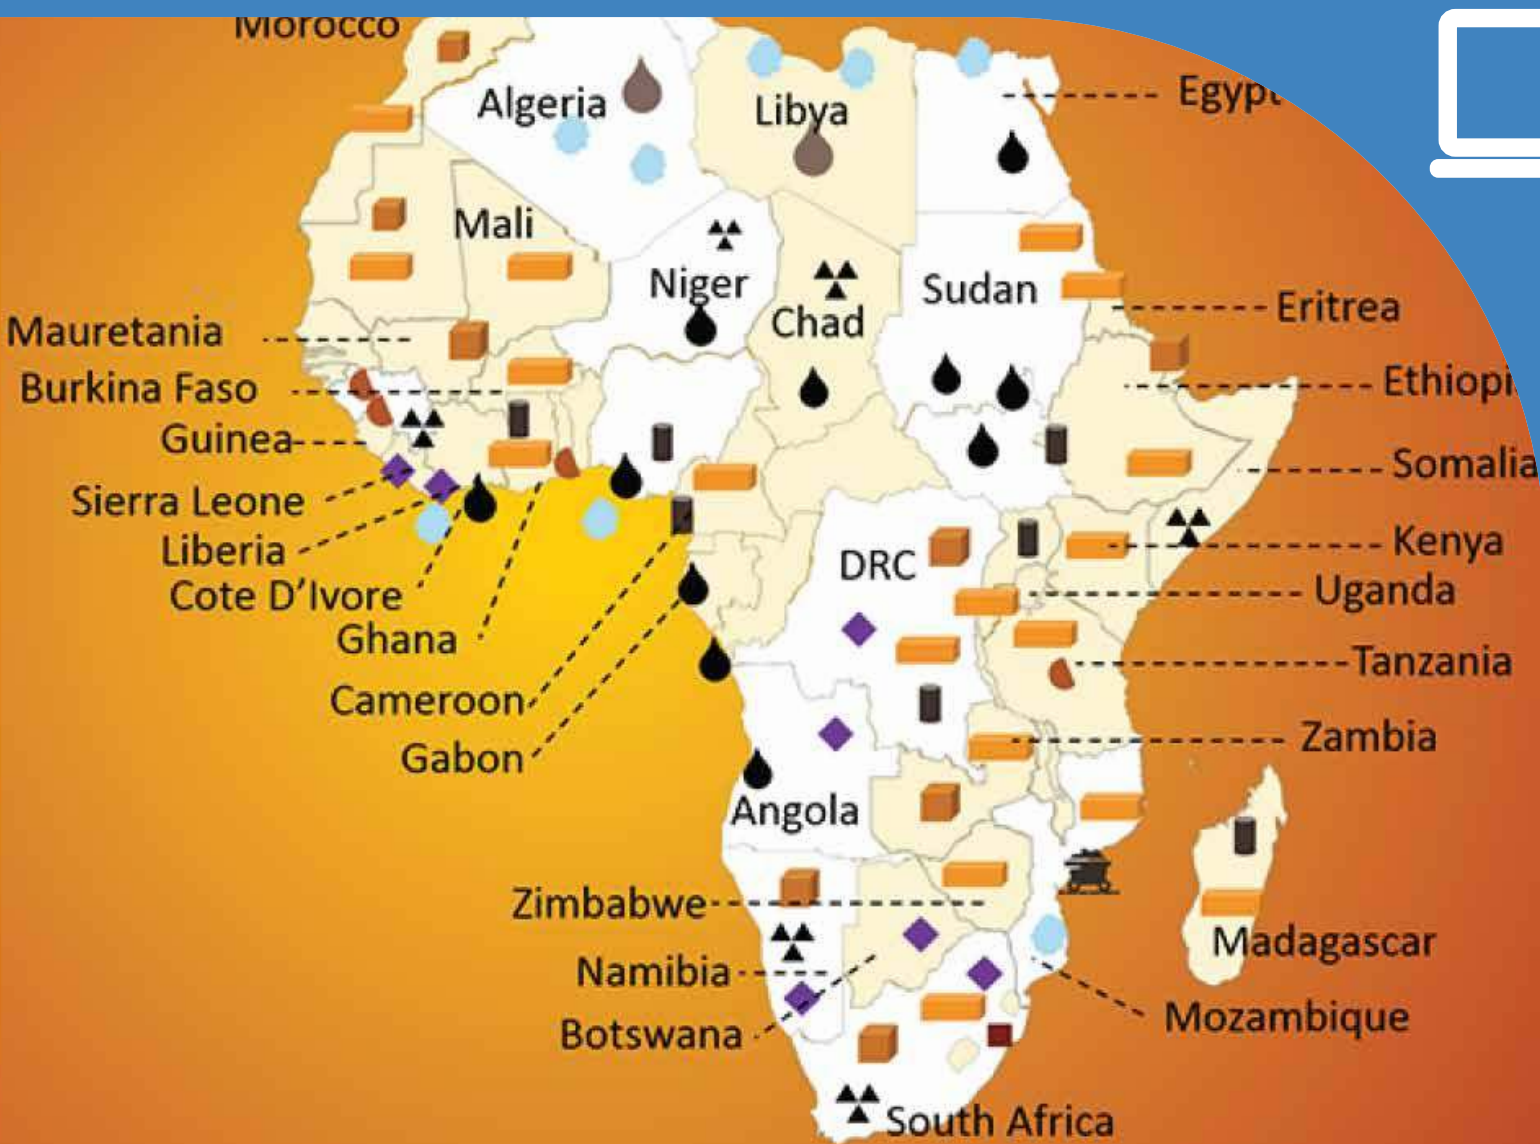 Morocco
Algeria
Libya
Egypt
Mali
Niger
Chad
Sudan
Eritrea
Mauretania
Burkina Faso
Ethiopi
Guinea
Somalia
Sierra Leone
Liberia
DRC
Kenya
Cote D’Ivore
Uganda
Ghana
Tanzania
Cameroon
Zambia
Gabon
Angola
Zimbabwe
Madagascar
Namibia
Mozambique
Botswana
South Africa